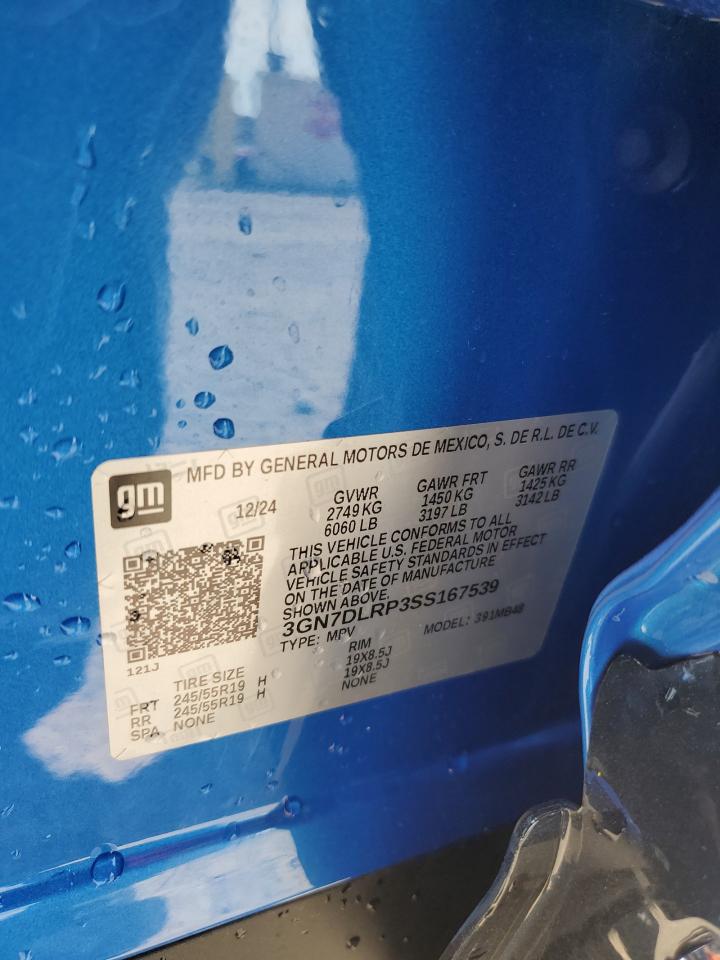 gm
MFD BY GENERAL MOTORS DE MEXICO, S. DE R.L. DE C.V.
12/24
GVWR
2749 KG
6060 LB
GAWR FRT
1450 KG
3197 LB
GAWR RR
1425 KG
3142 LB
THIS VEHICLE CONFORMS TO ALL
APPLICABLE U.S. FEDERAL MOTOR
VEHICLE SAFETY STANDARDS IN EFFECT
ON THE DATE OF MANUFACTURE
SHOWN ABOVE.
3GN7DLRP3SS167539
TYPE: MPV MODEL: 391MB48
121J
TIRE SIZE RIM
FRT 245/55R19 H 19X8.5J
RR 245/55R19 H 19X8.5J
SPA NONE NONE